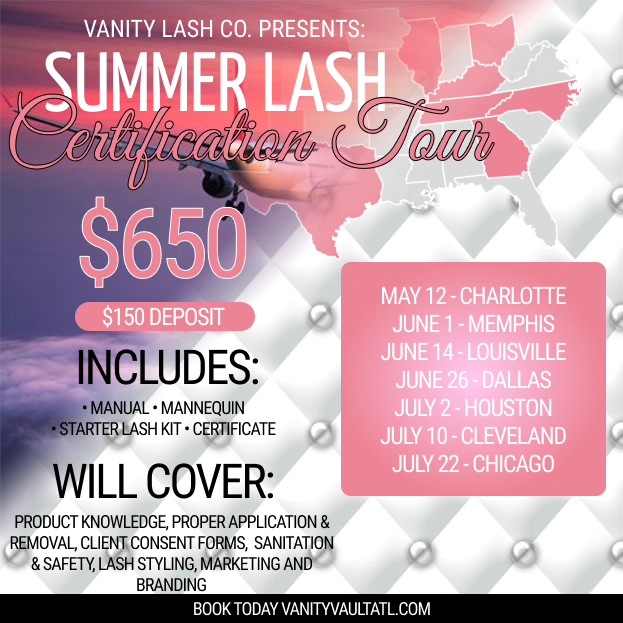 VANITY LASH CO. PRESENTS:
SUMMER LASH
Certification Tour
$650
$150 DEPOSIT
INCLUDES:
• MANUAL • MANNEQUIN
• STARTER LASH KIT • CERTIFICATE
WILL COVER:
PRODUCT KNOWLEDGE, PROPER APPLICATION &
REMOVAL, CLIENT CONSENT FORMS, SANITATION
& SAFETY, LASH STYLING, MARKETING AND
BRANDING
MAY 12 - CHARLOTTE
JUNE 1 - MEMPHIS
JUNE 14 - LOUISVILLE
JUNE 26 - DALLAS
JULY 2 - HOUSTON
JULY 10 - CLEVELAND
JULY 22 - CHICAGO
BOOK TODAY VANITYVAULTATL.COM